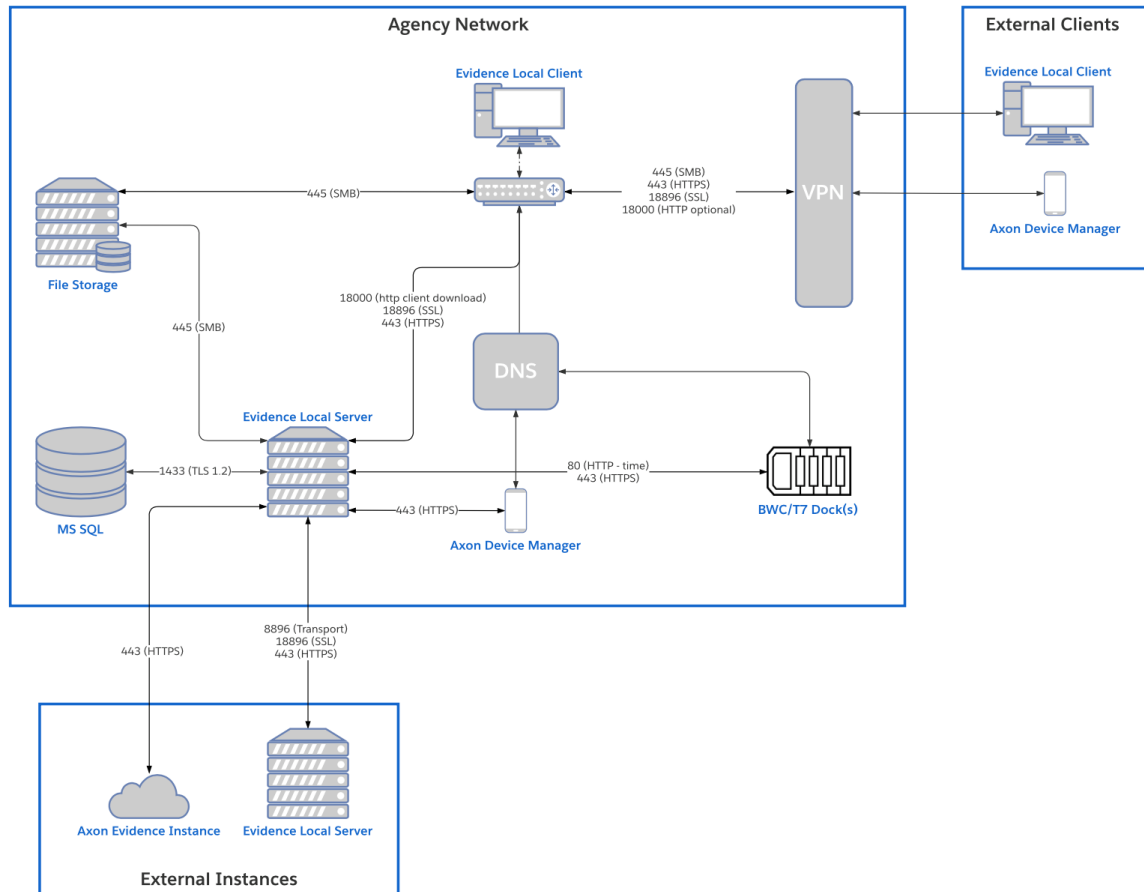 Agency Network
External Clients
Evidence Local Client
Evidence Local Client
445 (SMB)
445 (SMB)
443 (HTTPS)
18896 (SSL)
18000 (HTTP optional)
VPN
Axon Device Manager
File Storage
18000 (http client download)
18896 (SSL)
443 (HTTPS)
445 (SMB)
DNS
Evidence Local Server
1433 (TLS 1.2)
80 (HTTP - time)
443 (HTTPS)
MS SQL
443 (HTTPS)
BWC/T7 Dock(s)
Axon Device Manager
8896 (Transport)
18896 (SSL)
443 (HTTPS)
443 (HTTPS)
Axon Evidence Instance
Evidence Local Server
External Instances